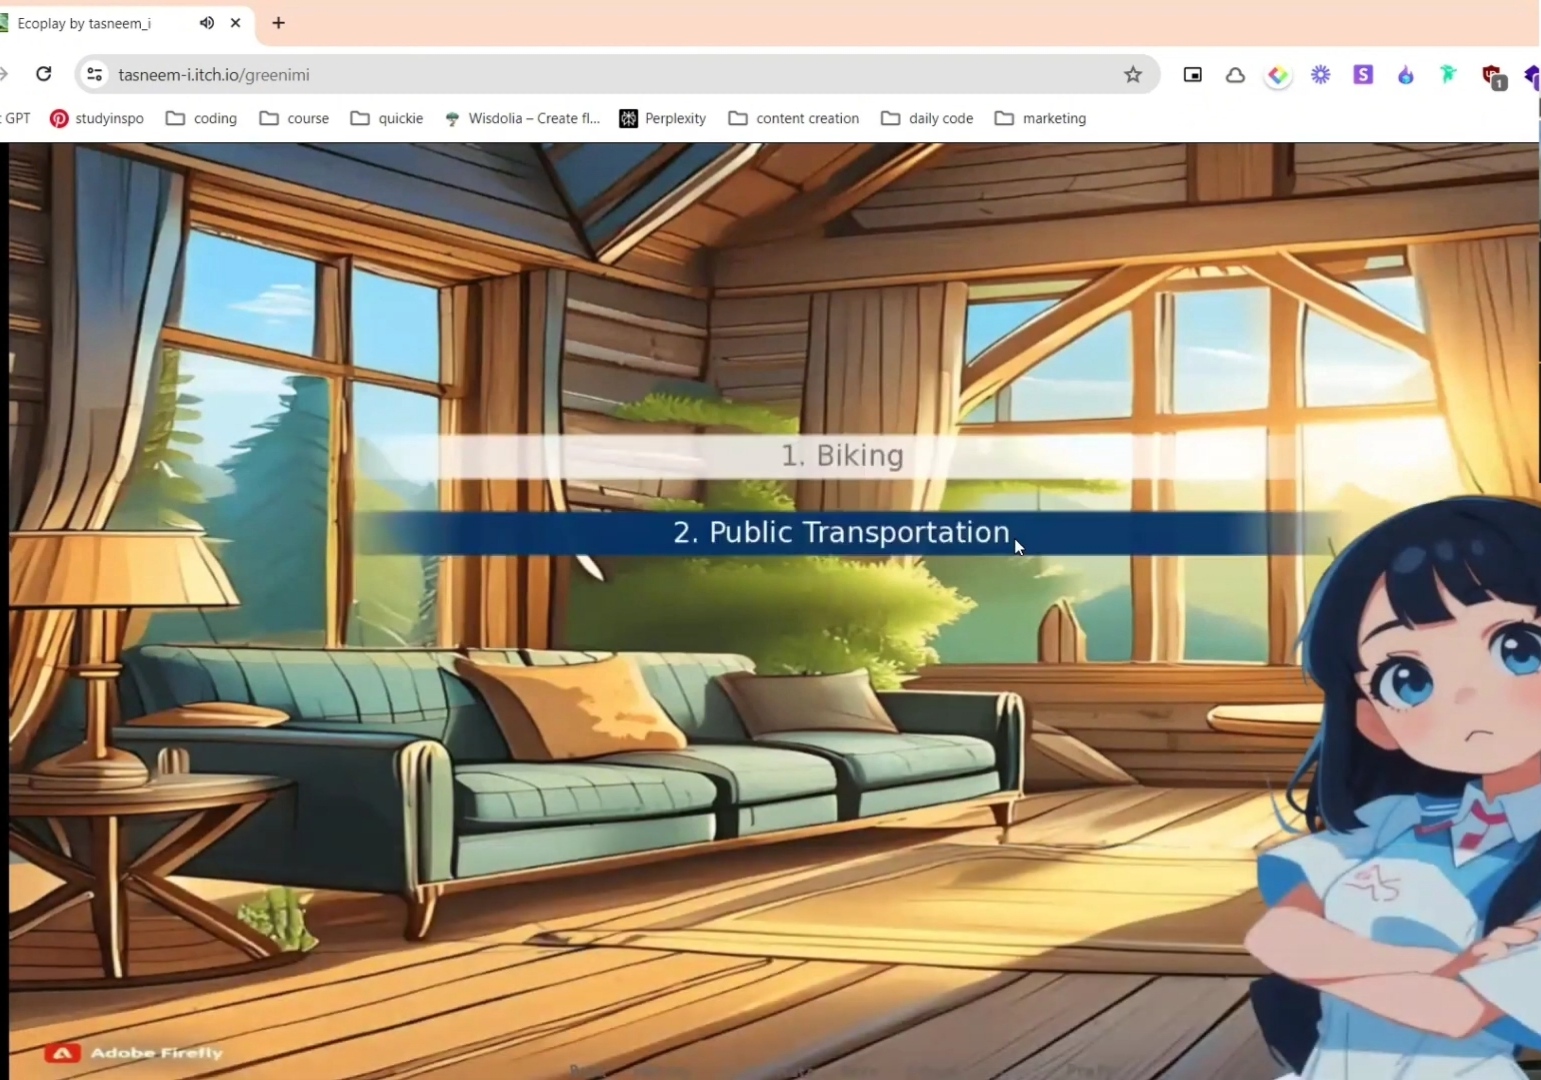 Ecoplay by tasneem_i
tasneem-i.itch.io/greenimi
GPT
studyinspo
coding
course
quickie
Wisdolia – Create fl...
Perplexity
content creation
daily code
marketing
S
1
1. Biking
2. Public Transportation
Adobe Firefly